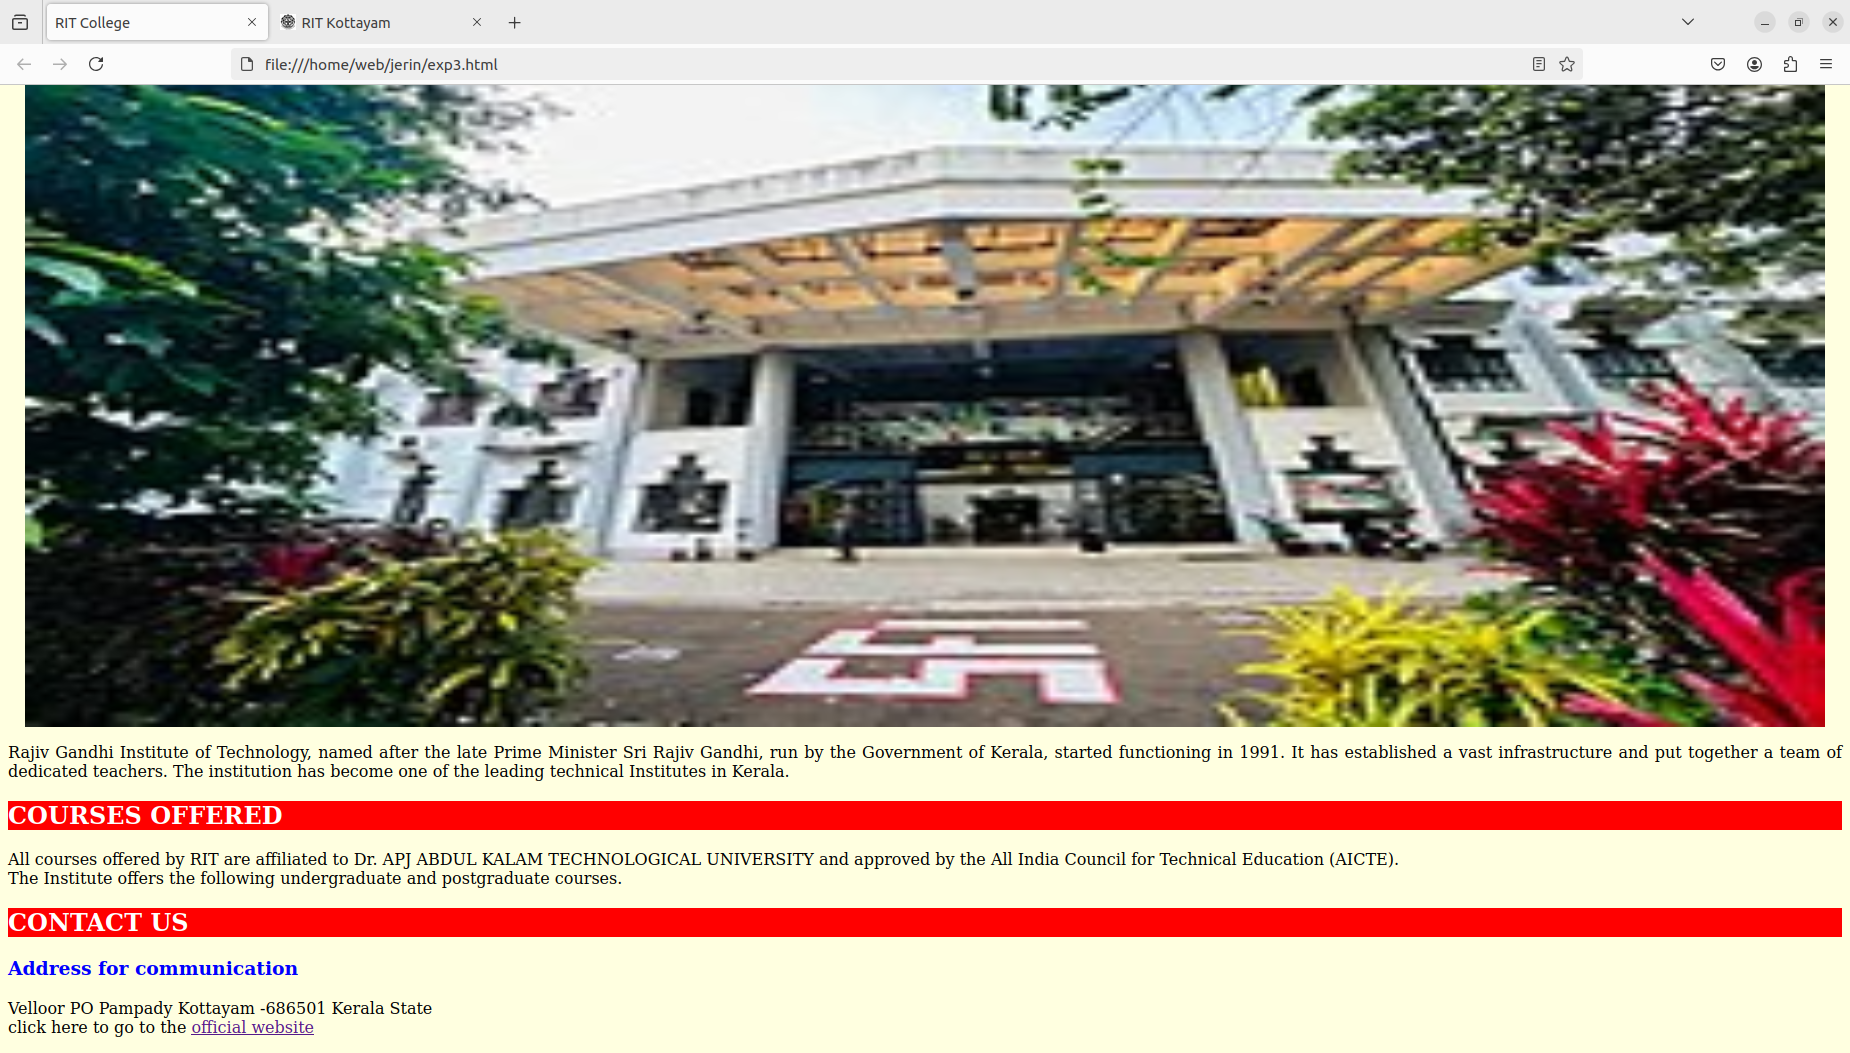 RIT College
RIT Kottayam
file:///home/web/jerin/exp3.html
Rajiv Gandhi Institute of Technology, named after the late Prime Minister Sri Rajiv Gandhi, run by the Government of Kerala, started functioning in 1991. It has established a vast infrastructure and put together a team of
dedicated teachers. The institution has become one of the leading technical Institutes in Kerala.
COURSES OFFERED
All courses offered by RIT are affiliated to Dr. APJ ABDUL KALAM TECHNOLOGICAL UNIVERSITY and approved by the All India Council for Technical Education (AICTE).
The Institute offers the following undergraduate and postgraduate courses.
CONTACT US
Address for communication
Velloor PO Pampady Kottayam -686501 Kerala State
click here to go to the official website